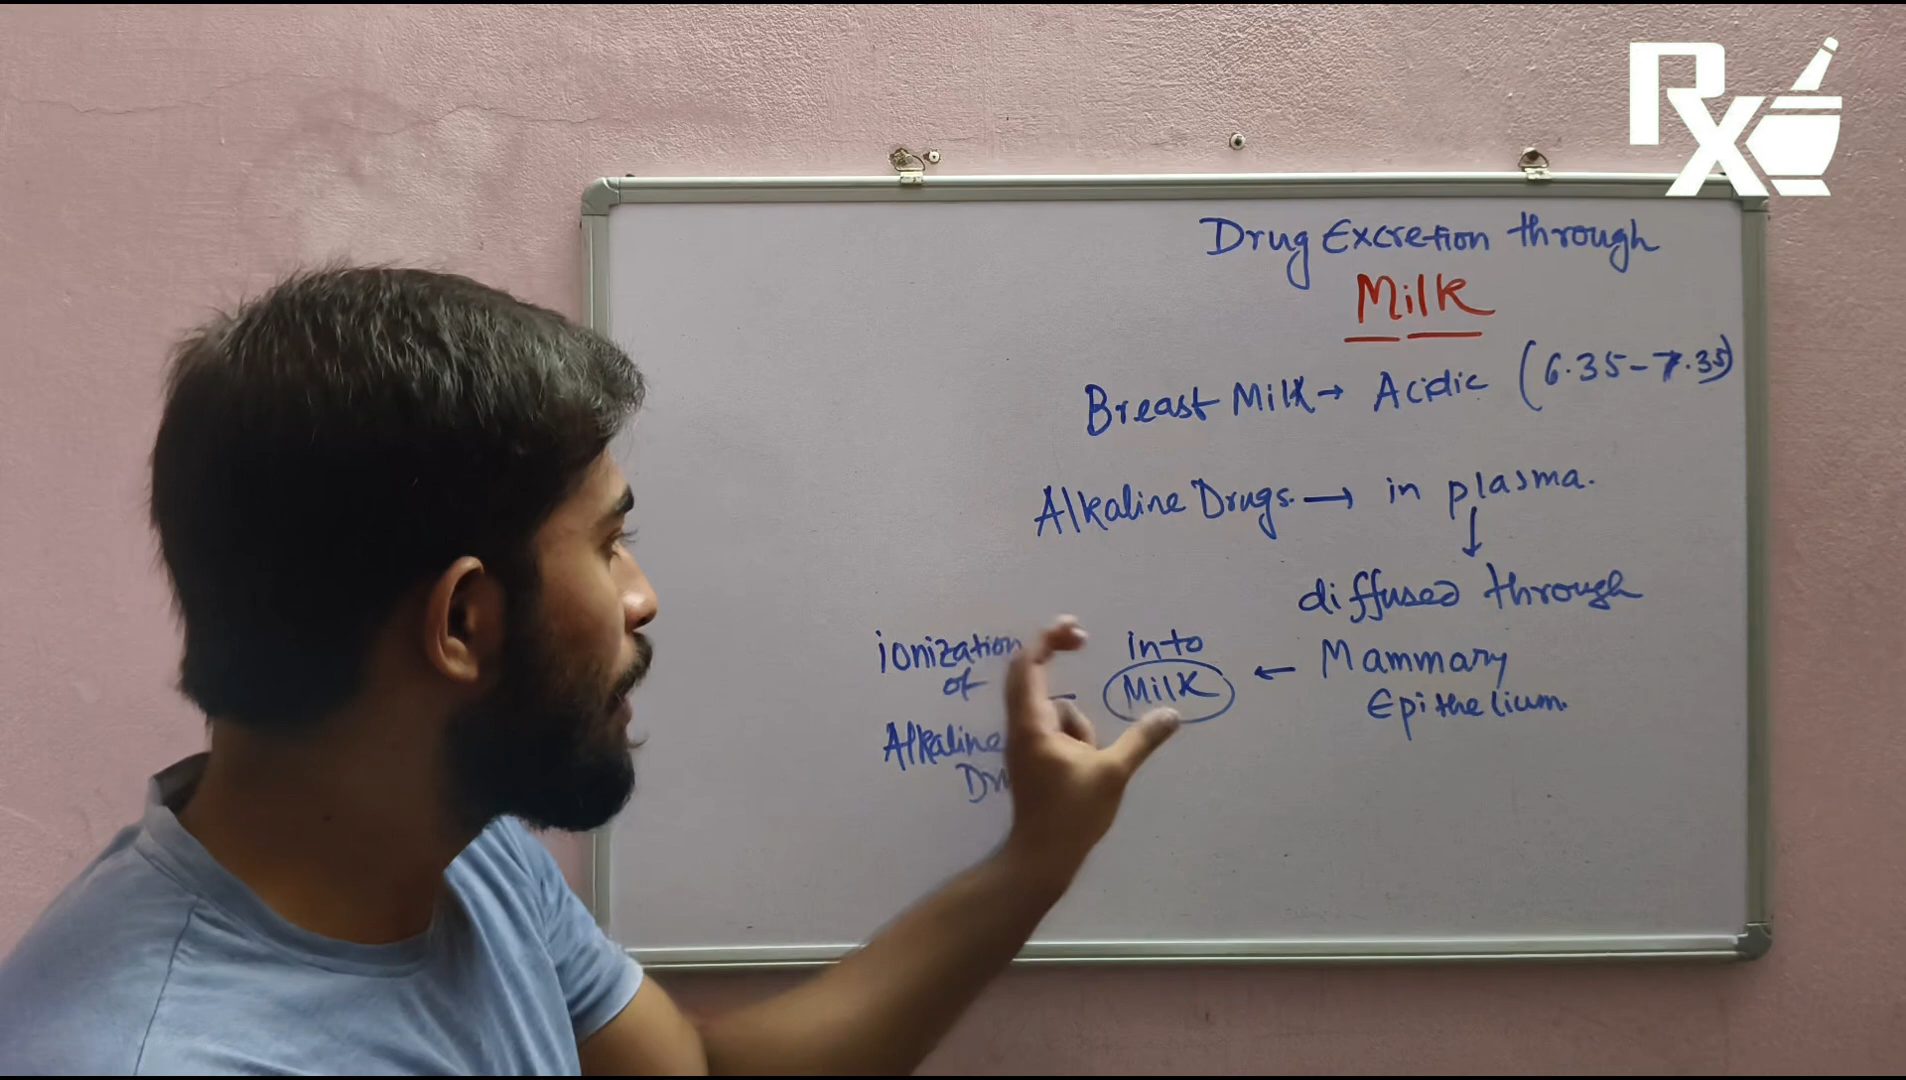 Rx
Drug Excretion through
Milk
Breast Milk → Acidic (6.35-7.35)
Alkaline Drugs. → in plasma.
↓
diffused through
Mammary
Epithelium.
←
into
Milk
ionization
of
Alkaline